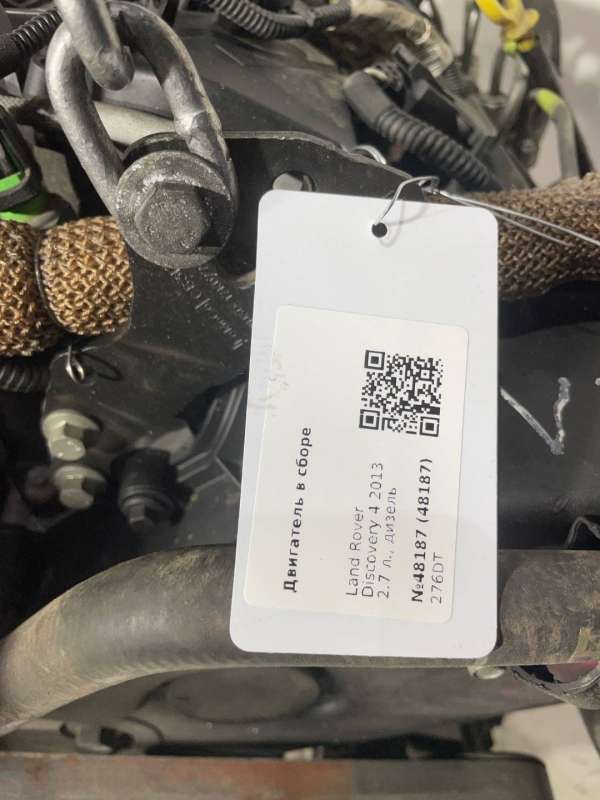 Двигатель в сборе
Land Rover
Discovery 4 2013
2.7 л., дизель
№48187 (48187)
276DT